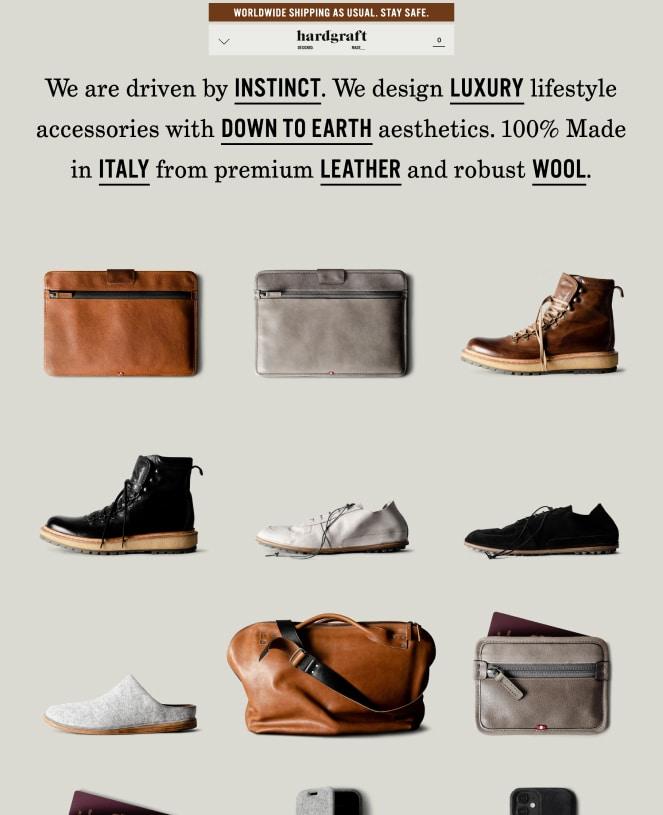 WORLDWIDE SHIPPING AS USUAL. STAY SAFE.
hardgraft
DESIGNED. MADE_
0
We are driven by INSTINCT. We design LUXURY lifestyle
accessories with DOWN TO EARTH aesthetics. 100% Made
in ITALY from premium LEATHER and robust WOOL.